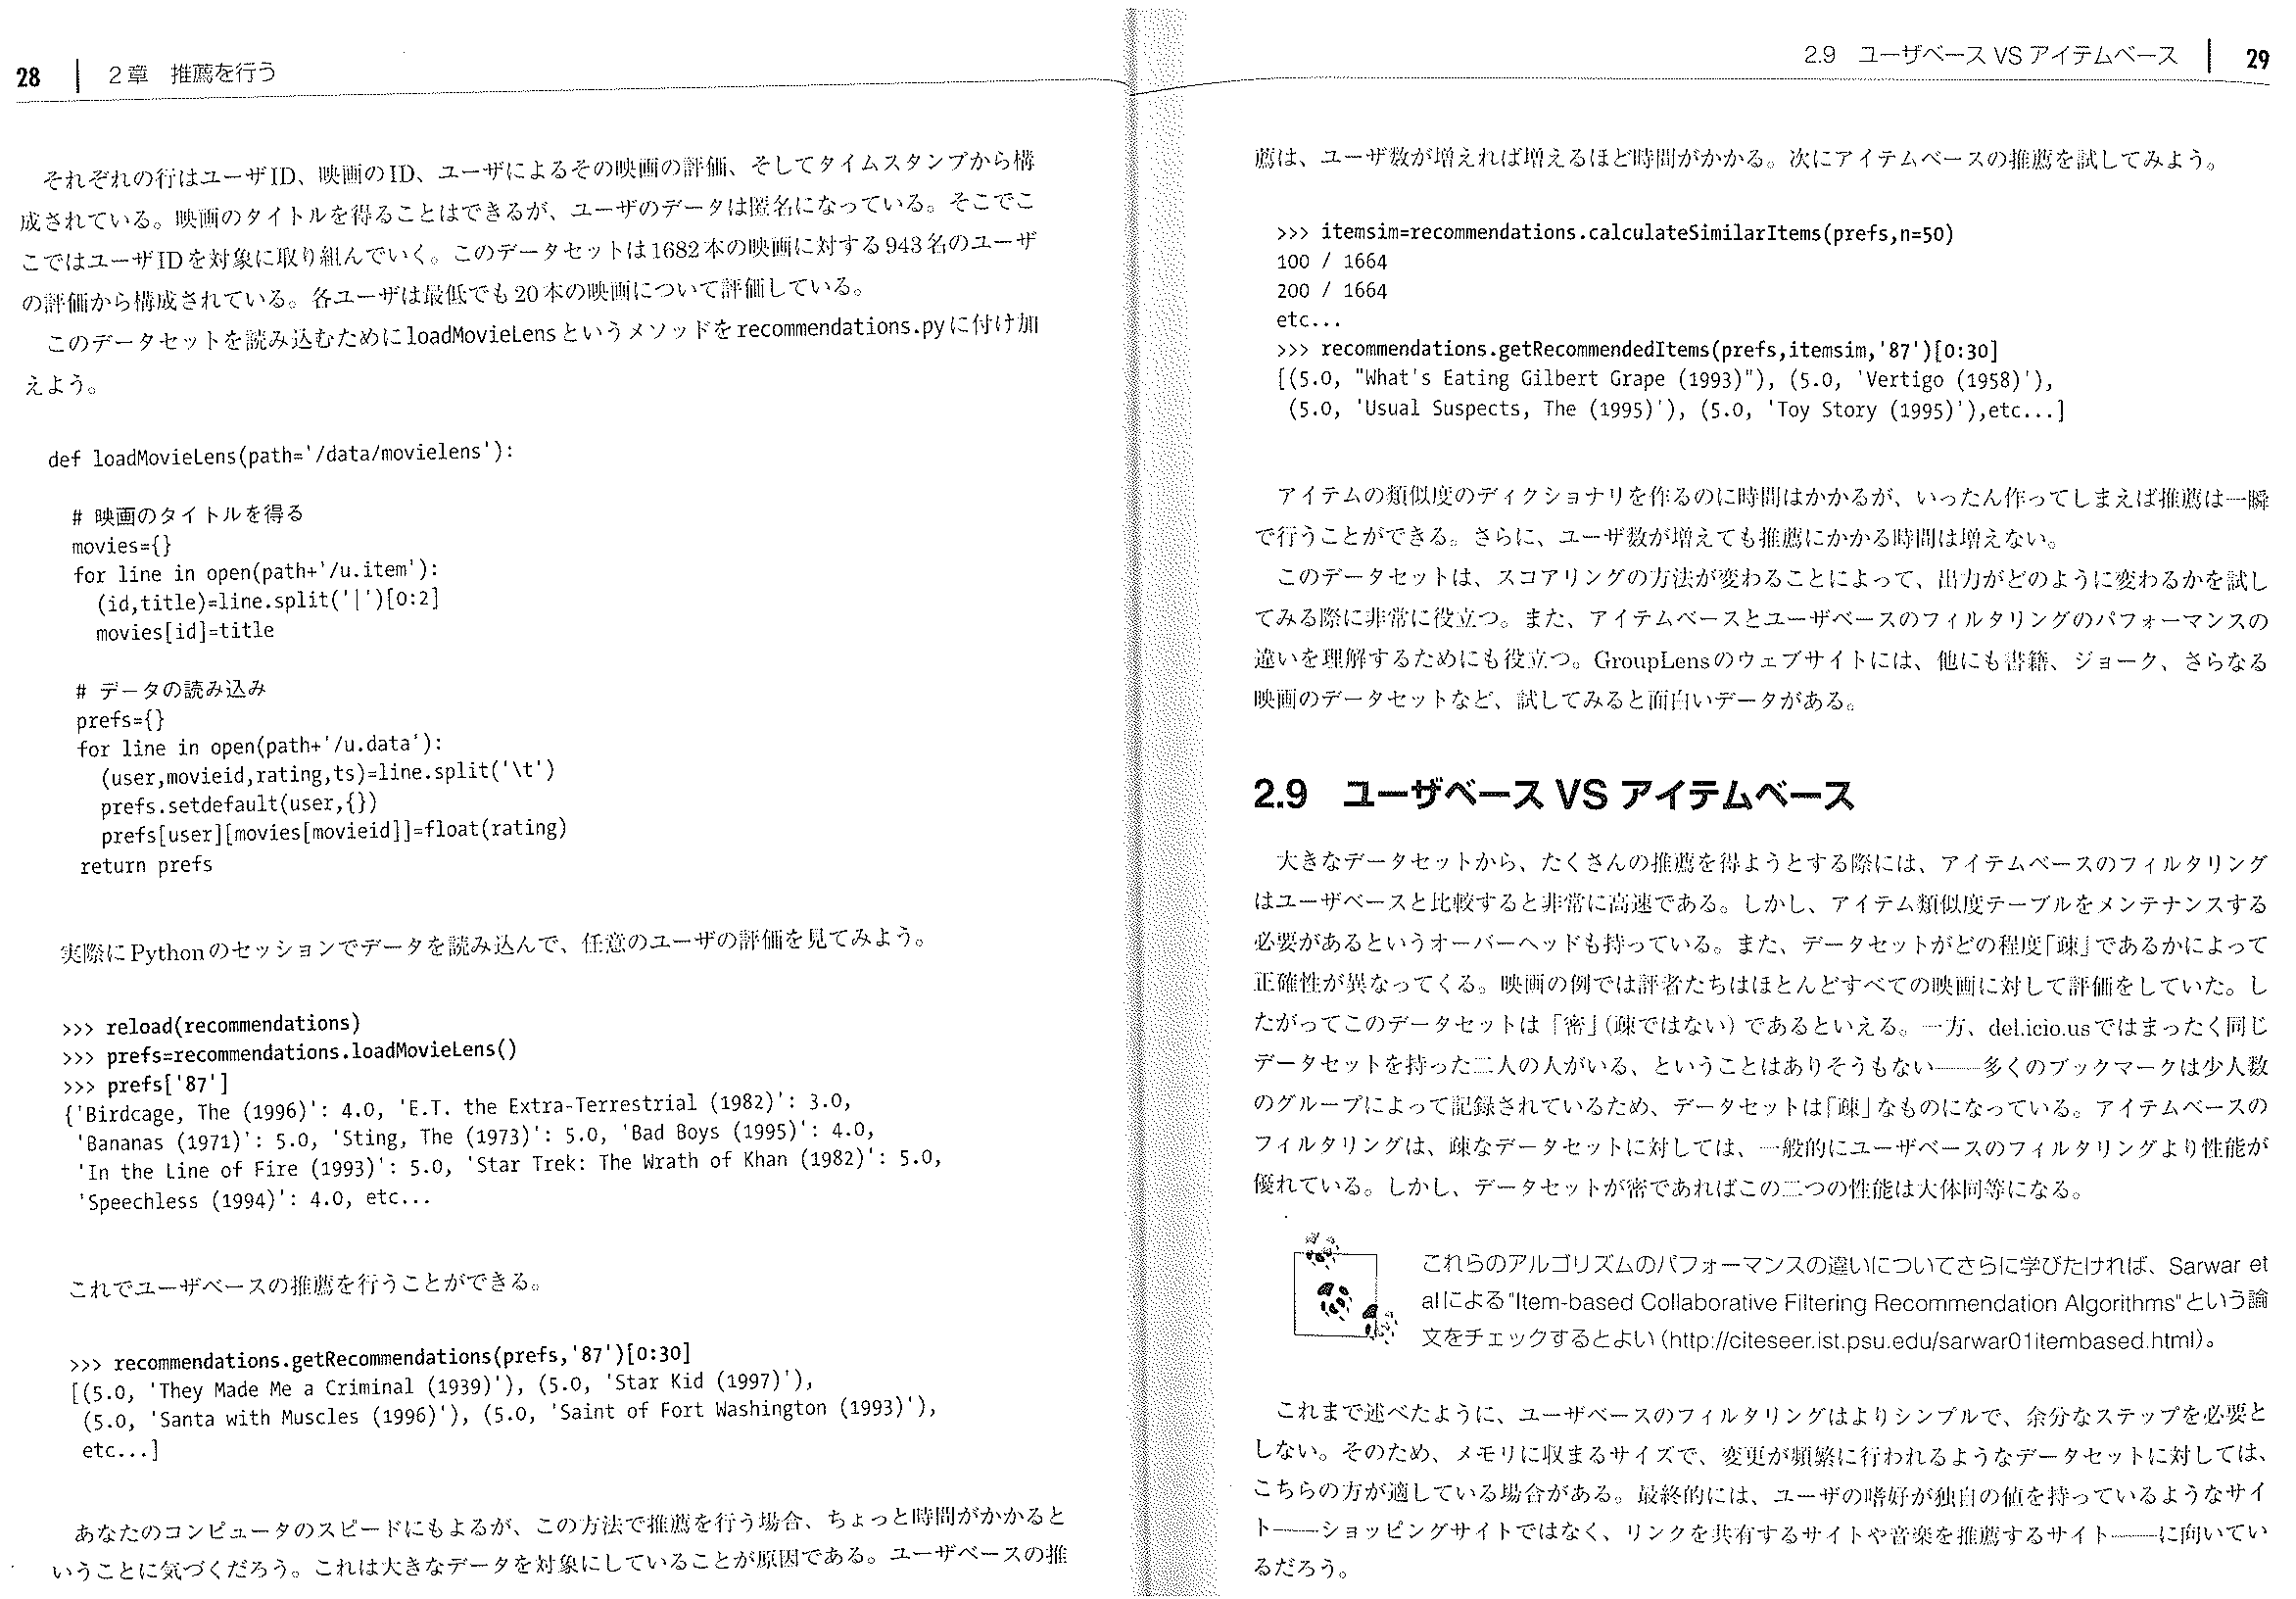 28 | 2章 推薦を行う
それぞれの行はユーザID、映画のID、ユーザによるその映画の評価、そしてタイムスタンプから構
成されている。映画のタイトルを得ることはできるが、ユーザのデータは匿名になっている。そこでこ
こではユーザIDを対象に取り組んでいく。このデータセットは1682本の映画に対する943名のユーザ
の評価から構成されている。各ユーザは最低でも20本の映画について評価している。
このデータセットを読み込むためにloadMovieLensというメソッドをrecommendations.pyに付け加
えよう。
def loadMovieLens(path='/data/movielens'):
# 映画のタイトルを得る
movies={}
for line in open(path+'/u.item'):
(id,title)=line.split('|')[0:2]
movies[id]=title
# データの読み込み
prefs={}
for line in open(path+'/u.data'):
(user,movieid,rating,ts)=line.split('\t')
prefs.setdefault(user,{})
prefs[user][movies[movieid]]=float(rating)
return prefs
実際にPythonのセッションでデータを読み込んで、任意のユーザの評価を見てみよう。
>>> reload(recommendations)
>>> prefs=recommendations.loadMovieLens()
>>> prefs['87']
{'Birdcage, The (1996)': 4.0, 'E.T. the Extra-Terrestrial (1982)': 3.0,
'Bananas (1971)': 5.0, 'Sting, The (1973)': 5.0, 'Bad Boys (1995)': 4.0,
'In the Line of Fire (1993)': 5.0, 'Star Trek: The Wrath of Khan (1982)': 5.0,
'Speechless (1994)': 4.0, etc...
これでユーザベースの推薦を行うことができる。
>>> recommendations.getRecommendations(prefs,'87')[0:30]
[(5.0, 'They Made Me a Criminal (1939)'), (5.0, 'Star Kid (1997)'),
(5.0, 'Santa with Muscles (1996)'), (5.0, 'Saint of Fort Washington (1993)'),
etc...]
あなたのコンピュータのスピードにもよるが、この方法で推薦を行う場合、ちょっと時間がかかると
いうことに気づくだろう。これは大きなデータを対象にしていることが原因である。ユーザベースの推
2.9 ユーザベース VS アイテムベース | 29
薦は、ユーザ数が増えれば増えるほど時間がかかる。次にアイテムベースの推薦を試してみよう。
>>> itemsim=recommendations.calculateSimilarItems(prefs,n=50)
100 / 1664
200 / 1664
etc...
>>> recommendations.getRecommendedItems(prefs,itemsim,'87')[0:30]
[(5.0, "What's Eating Gilbert Grape (1993)"), (5.0, 'Vertigo (1958)'),
(5.0, 'Usual Suspects, The (1995)'), (5.0, 'Toy Story (1995)'),etc...]
アイテムの類似度のディクショナリを作るのに時間はかかるが、いったん作ってしまえば推薦は一瞬
で行うことができる。さらに、ユーザ数が増えても推薦にかかる時間は増えない。
このデータセットは、スコアリングの方法が変わることによって、出力がどのように変わるかを試し
てみる際に非常に役立つ。また、アイテムベースとユーザベースのフィルタリングのパフォーマンスの
違いを理解するためにも役立つ。GroupLensのウェブサイトには、他にも書籍、ジョーク、さらなる
映画のデータセットなど、試してみると面白いデータがある。
2.9 ユーザベース VS アイテムベース
大きなデータセットから、たくさんの推薦を得ようとする際には、アイテムベースのフィルタリング
はユーザベースと比較すると非常に高速である。しかし、アイテム類似度テーブルをメンテナンスする
必要があるというオーバーヘッドも持っている。また、データセットがどの程度「疎」であるかによって
正確性が異なってくる。映画の例では評者たちはほとんどすべての映画に対して評価をしていた。し
たがってこのデータセットは「密」(疎ではない)であるといえる。一方、del.icio.usではまったく同じ
データセットを持った二人の人がいる、ということはありそうもない——多くのブックマークは少人数
のグループによって記録されているため、データセットは「疎」なものになっている。アイテムベースの
フィルタリングは、疎なデータセットに対しては、一般的にユーザベースのフィルタリングより性能が
優れている。しかし、データセットが密であればこの二つの性能は大体同等になる。
これらのアルゴリズムのパフォーマンスの違いについてさらに学びたければ、Sarwar et
alによる"Item-based Collaborative Filtering Recommendation Algorithms"という論
文をチェックするとよい(http://citeseer.ist.psu.edu/sarwar01itembased.html)。
これまで述べたように、ユーザベースのフィルタリングはよりシンプルで、余分なステップを必要と
しない。そのため、メモリに収まるサイズで、変更が頻繁に行われるようなデータセットに対しては、
こちらの方が適している場合がある。最終的には、ユーザの嗜好が独自の値を持っているようなサイ
ト——ショッピングサイトではなく、リンクを共有するサイトや音楽を推薦するサイト——に向いてい
るだろう。